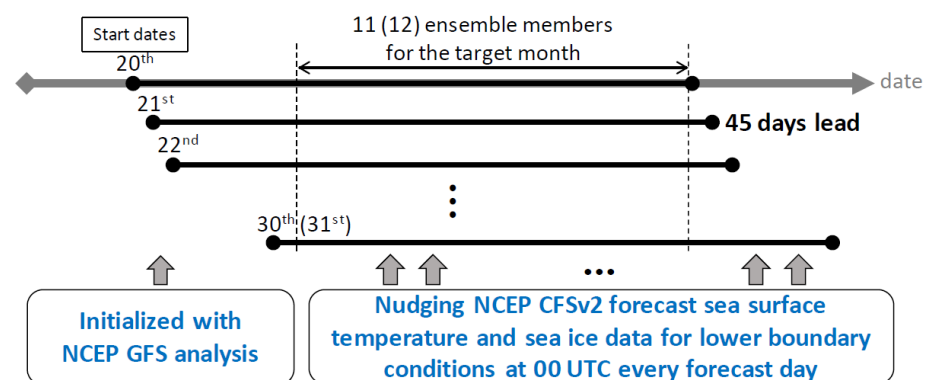 11 (12) ensemble members
for the target month
Start dates
20th
date
21st
45 days lead
22nd
30th (31st)
Initialized with
NCEP GFS analysis
Nudging NCEP CFSv2 forecast sea surface
temperature and sea ice data for lower boundary
conditions at 00 UTC every forecast day